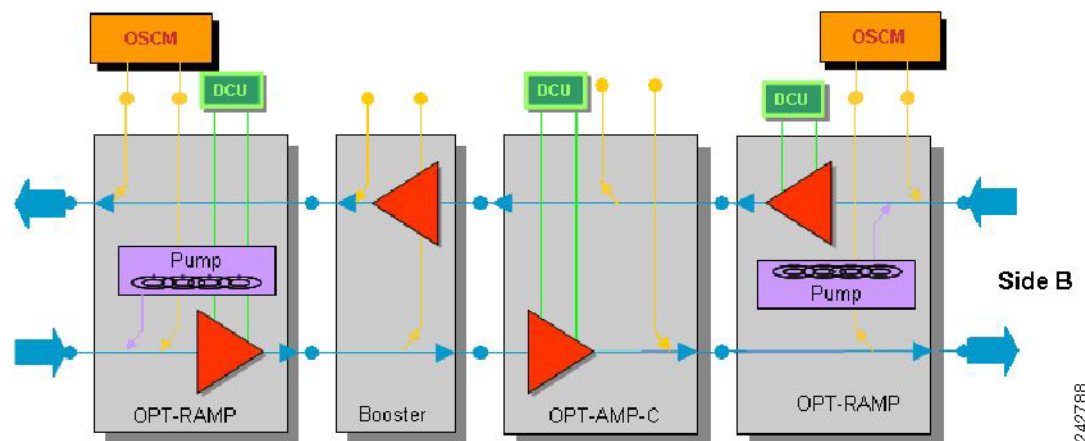 OSCM
OSCM
DCU
DCU
DCU
Pump
Pump
Side B
OPT-RAMP
Booster
OPT-AMP-C
OPT-RAMP
242788